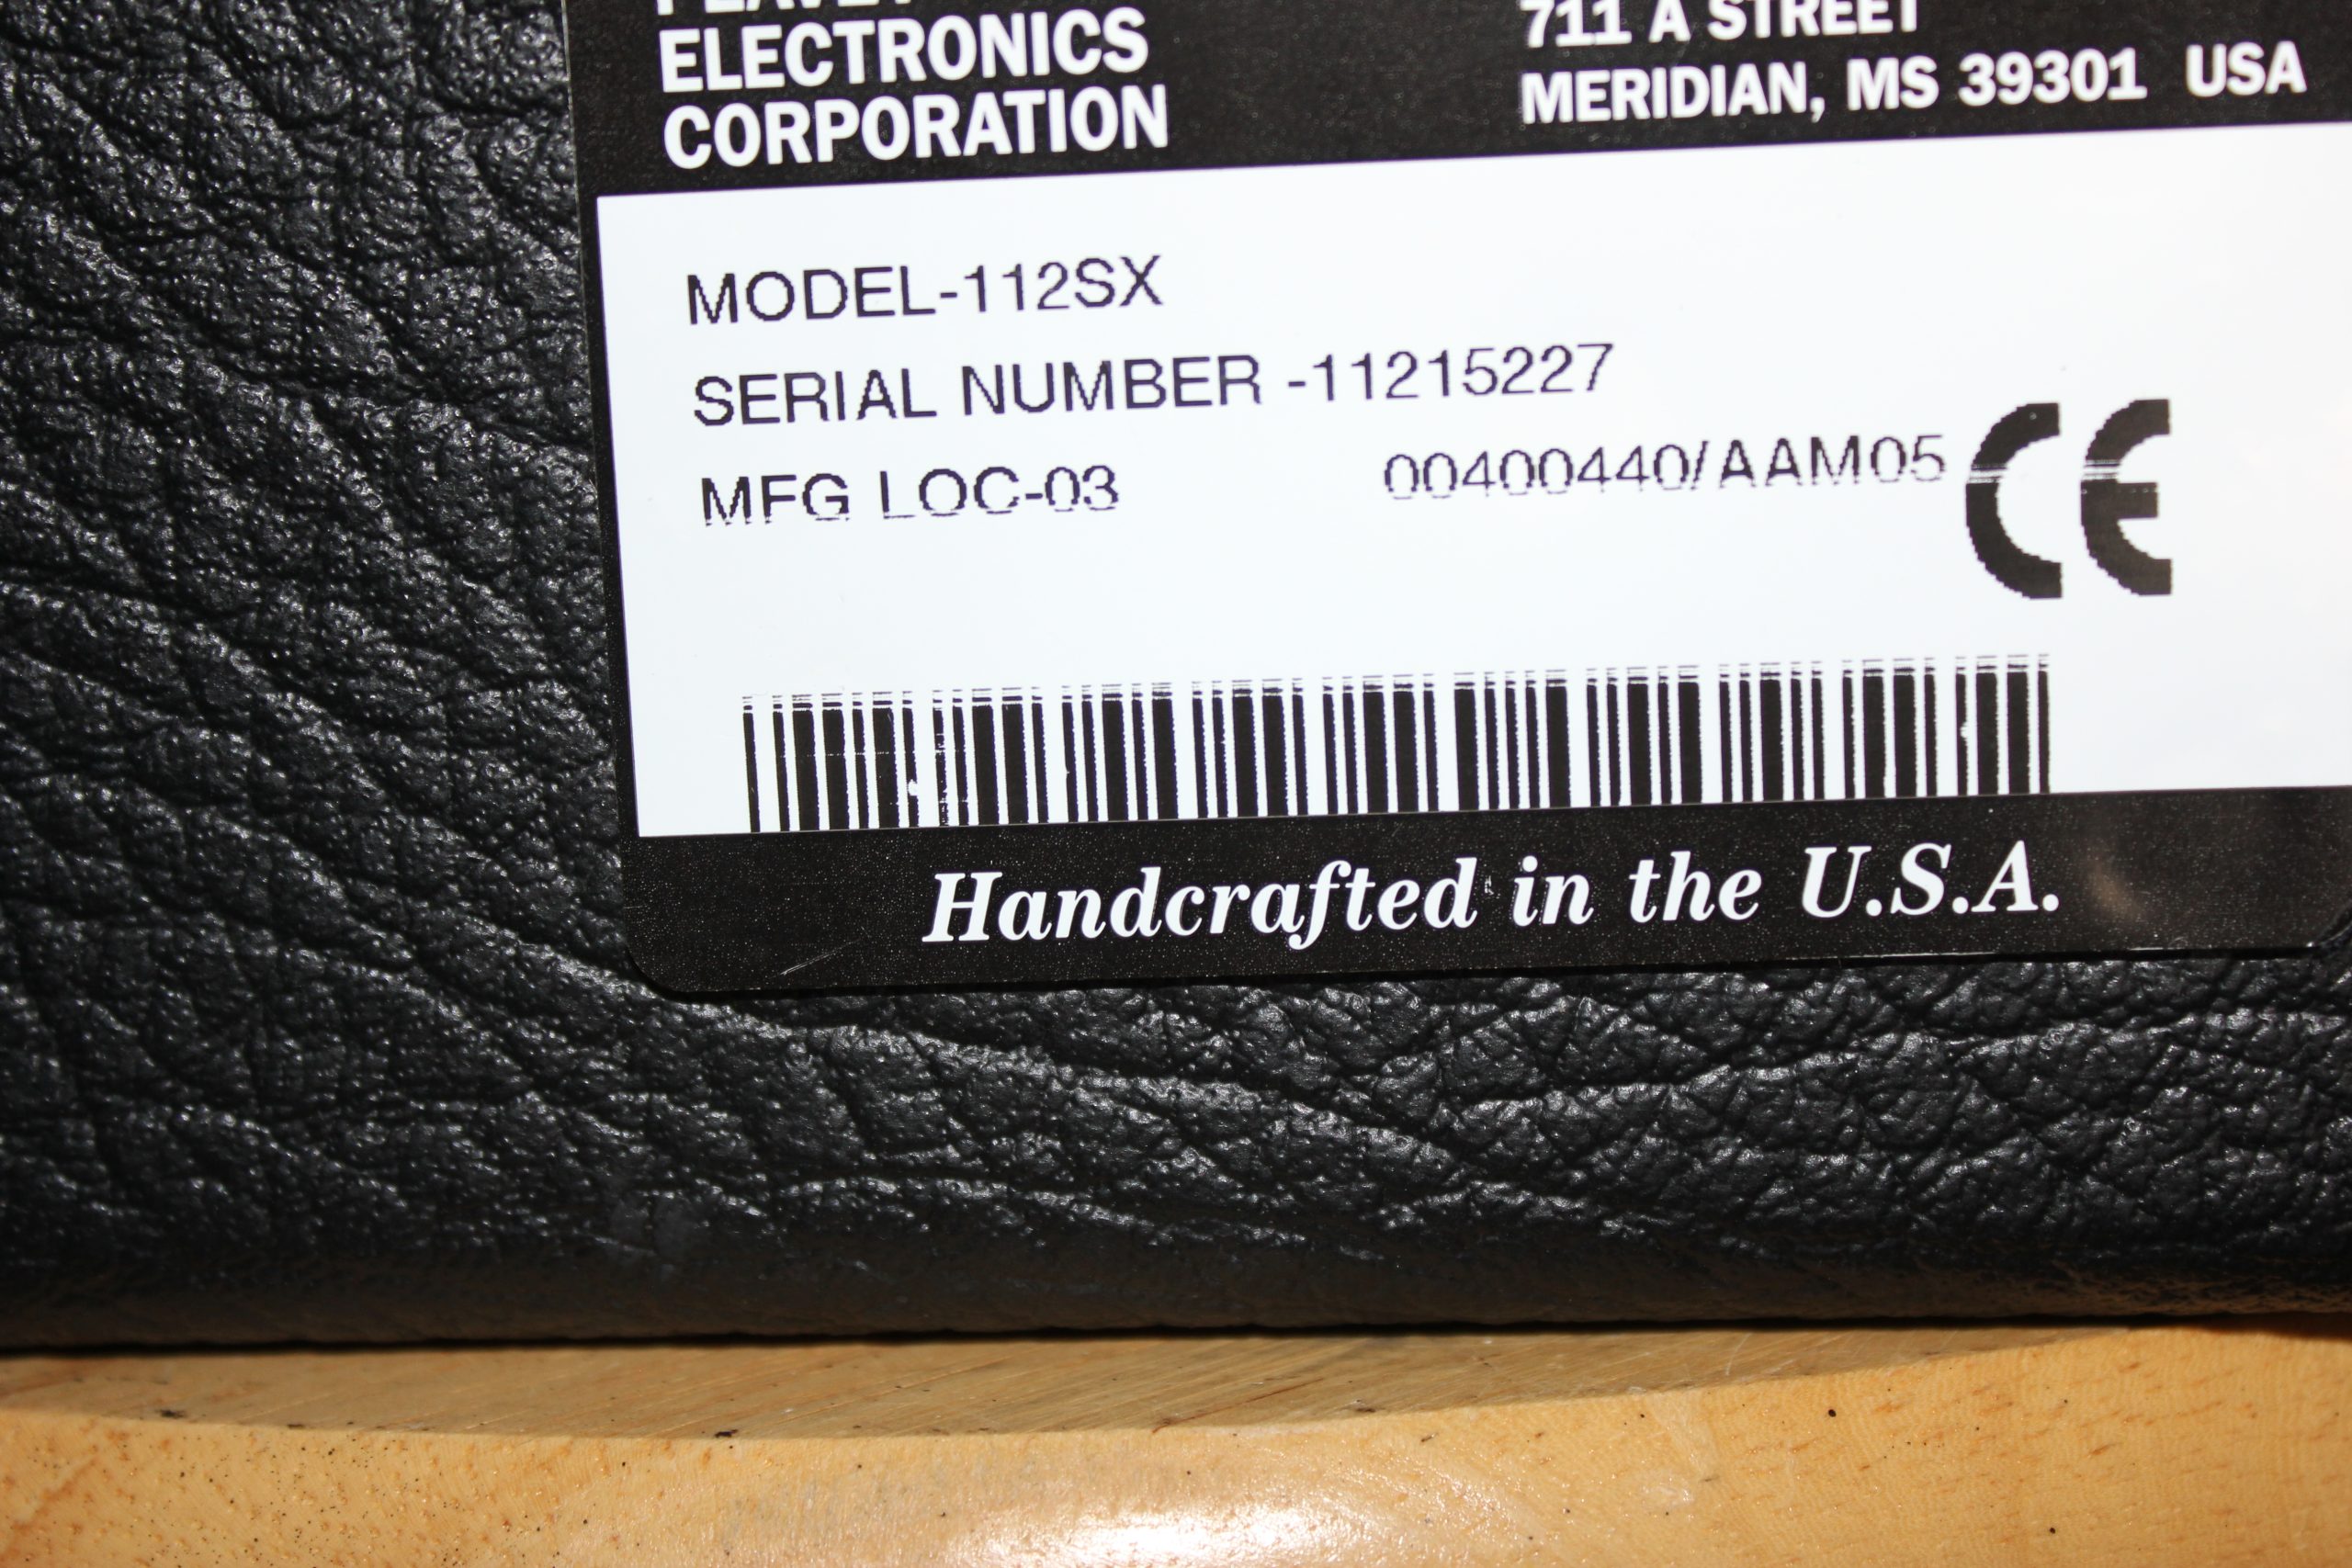 PEAVEY
ELECTRONICS
CORPORATION
711 A STREET
MERIDIAN, MS 39301 USA
MODEL-112SX
SERIAL NUMBER -11215227
MFG LOC-03
00400440/AAM05
CE
Handcrafted in the U.S.A.